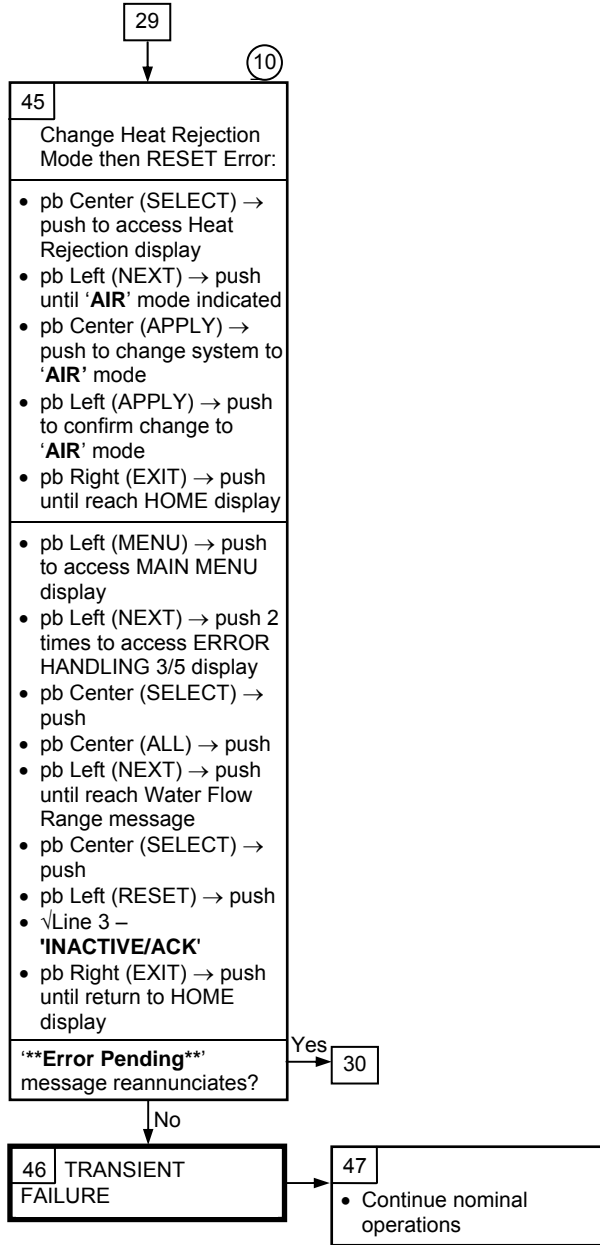 29
10
45
Change Heat Rejection
Mode then RESET Error:
• pb Center (SELECT) →
push to access Heat
Rejection display
• pb Left (NEXT) → push
until ‘AIR’ mode indicated
• pb Center (APPLY) →
push to change system to
‘AIR’ mode
• pb Left (APPLY) → push
to confirm change to
‘AIR’ mode
• pb Right (EXIT) → push
until reach HOME display
• pb Left (MENU) → push
to access MAIN MENU
display
• pb Left (NEXT) → push 2
times to access ERROR
HANDLING 3/5 display
• pb Center (SELECT) →
push
• pb Center (ALL) → push
• pb Left (NEXT) → push
until reach Water Flow
Range message
• pb Center (SELECT) →
push
• pb Left (RESET) → push
• √Line 3 –
'INACTIVE/ACK'
• pb Right (EXIT) → push
until return to HOME
display
‘**Error Pending**’
message reannunciates?
Yes
30
No
46 TRANSIENT
FAILURE
47
• Continue nominal
operations